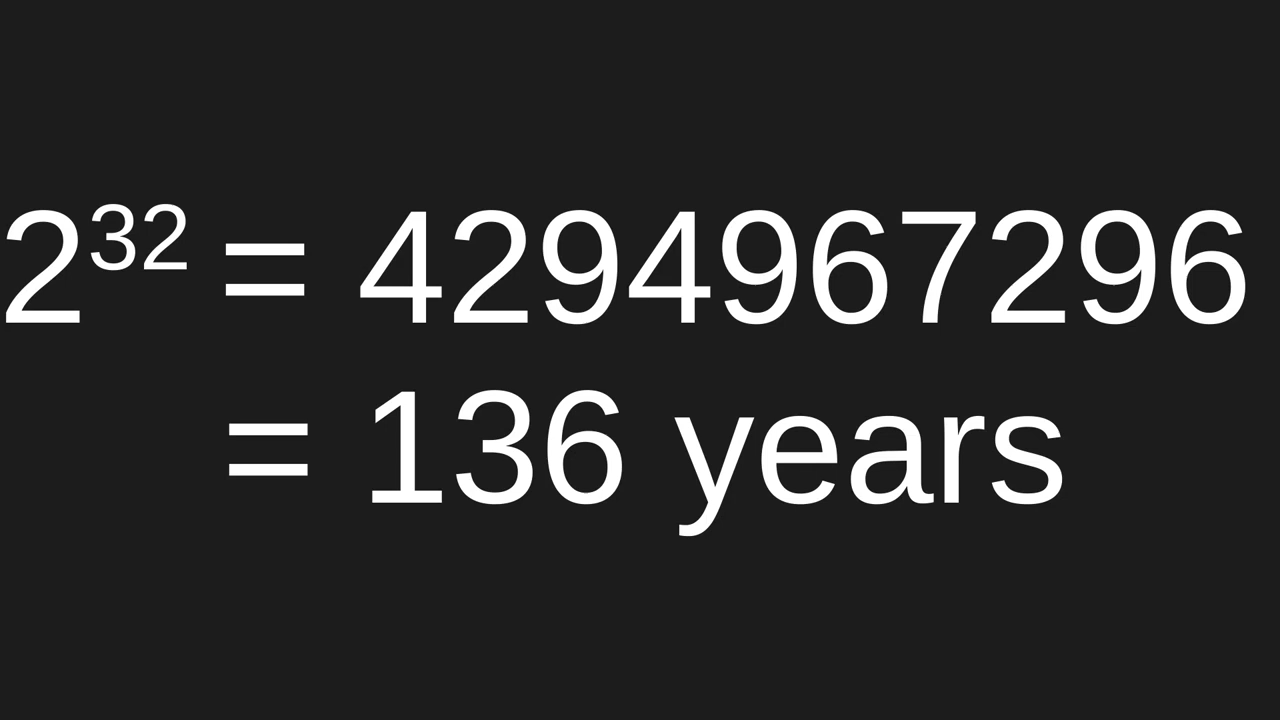 2³² = 4294967296
= 136 years